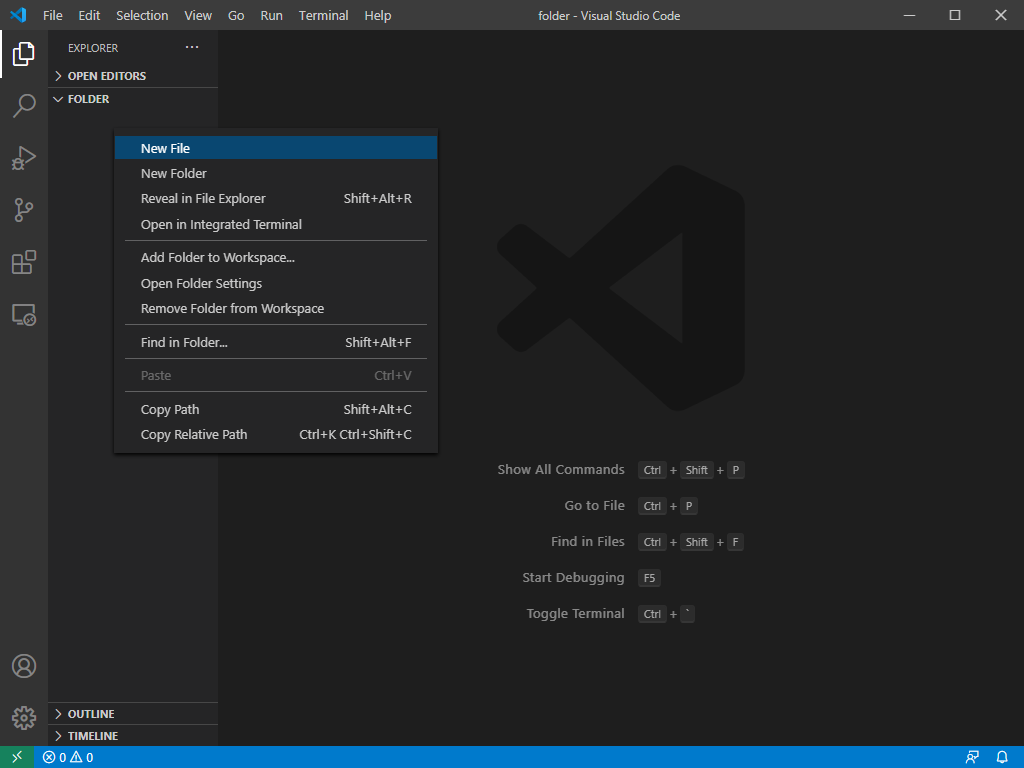 File Edit Selection View Go Run Terminal Help folder - Visual Studio Code
EXPLORER
OPEN EDITORS
FOLDER
New File
New Folder
Reveal in File Explorer Shift+Alt+R
Open in Integrated Terminal
Add Folder to Workspace...
Open Folder Settings
Remove Folder from Workspace
Find in Folder... Shift+Alt+F
Paste Ctrl+V
Copy Path Shift+Alt+C
Copy Relative Path Ctrl+K Ctrl+Shift+C
Show All Commands Ctrl + Shift + P
Go to File Ctrl + P
Find in Files Ctrl + Shift + F
Start Debugging F5
Toggle Terminal Ctrl + `
OUTLINE
TIMELINE
0 0